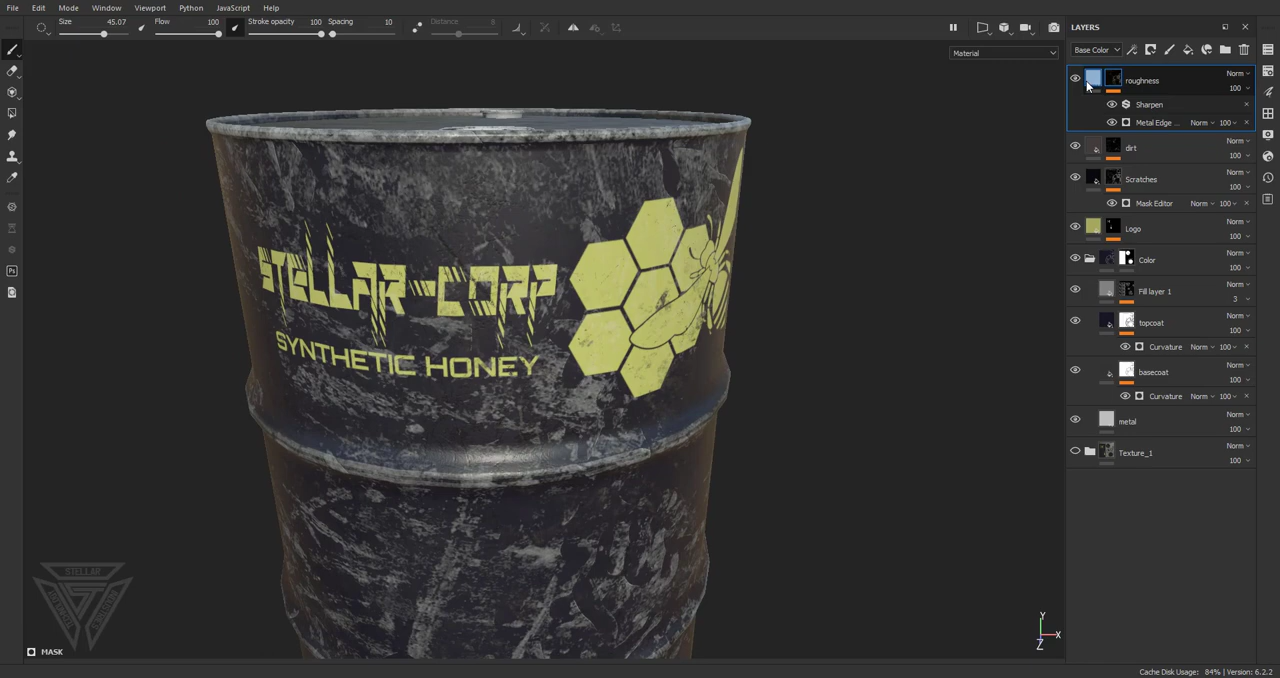 File Edit Mode Window Viewport Python JavaScript Help
Size 45.07 Flow 100 Stroke opacity 100 Spacing 10 Distance 8
Material
LAYERS
Base Color
roughness Norm 100
Sharpen
Metal Edge ... Norm 100
dirt Norm 100
Scratches Norm 100
Mask Editor Norm 100
Logo Norm 100
Color Norm 100
Fill layer 1 Norm 3
topcoat Norm 100
Curvature Norm 100
basecoat Norm 100
Curvature Norm 100
metal Norm 100
Texture_1 Norm 100
STELLAR-CORP
SYNTHETIC HONEY
Ps
STELLAR
Y
X
Z
MASK
Cache Disk Usage: 84% | Version: 6.2.2